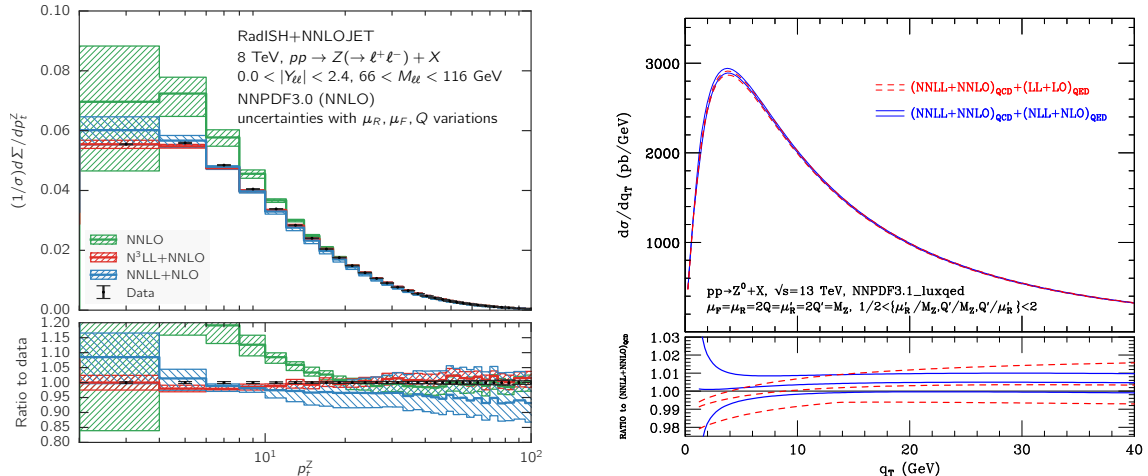 RadISH+NNLOJET
8 TeV, pp → Z(→ ℓ⁺ℓ⁻) + X
0.0 < |Yℓℓ| < 2.4, 66 < Mℓℓ < 116 GeV
NNPDF3.0 (NNLO)
uncertainties with μR, μF, Q variations
(1/σ)dΣ/dp_t^Z
0.10
0.08
0.06
0.04
0.02
0.00
NNLO
N³LL+NNLO
NNLL+NLO
Data
Ratio to data
1.20
1.15
1.10
1.05
1.00
0.95
0.90
0.85
0.80
10¹
10²
p_t^Z
dσ/dq_T (pb/GeV)
3000
2000
1000
(NNLL+NNLO)QCD+(LL+LO)QED
(NNLL+NNLO)QCD+(NLL+NLO)QED
pp→Z⁰+X, √s=13 TeV, NNPDF3.1_luxqed
μF=μR=2Q=μ'R=2Q'=MZ, 1/2<{μ'R/MZ,Q'/MZ,Q'/μ'R}<2
RATIO to (NNLL+NNLO)QCD
1.03
1.02
1.01
1.00
0.99
0.98
0
10
20
30
40
q_T (GeV)